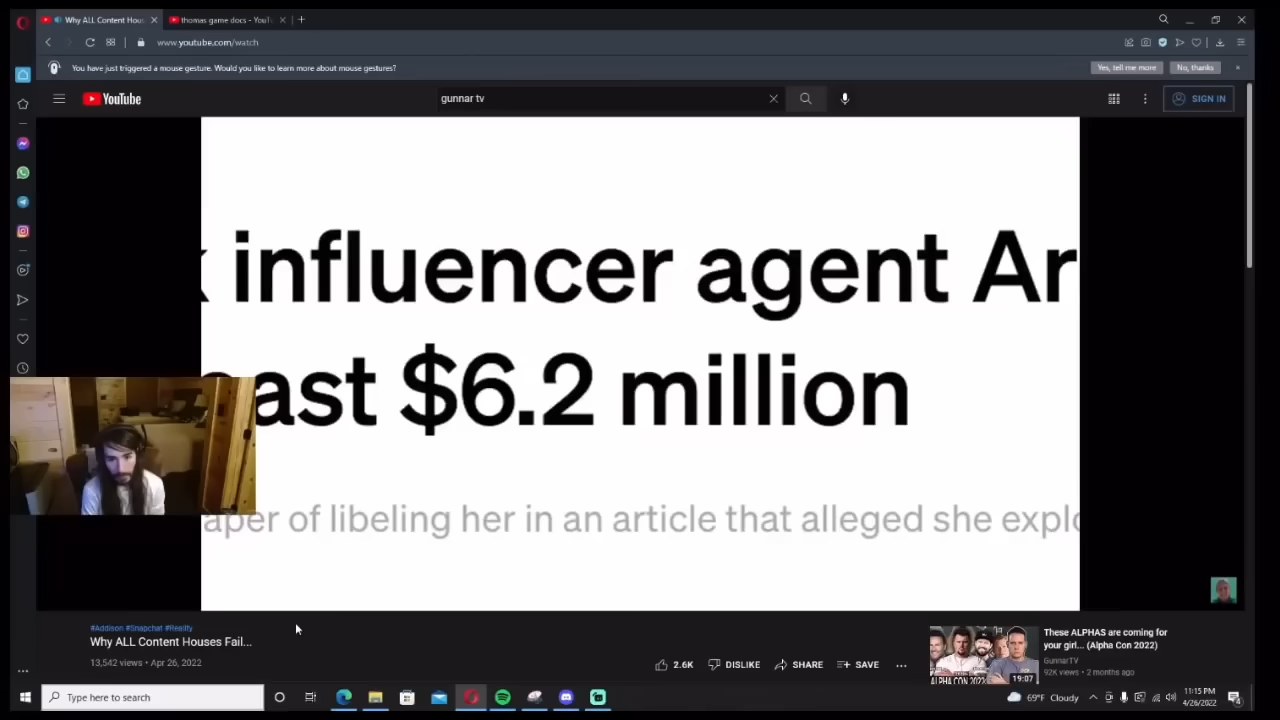 Why ALL Content Hous
thomas game docs - YouT
www.youtube.com/watch
You have just triggered a mouse gesture. Would you like to learn more about mouse gestures?
Yes, tell me more
No, thanks
YouTube
gunnar tv
SIGN IN
influencer agent Ar
ast $6.2 million
aper of libeling her in an article that alleged she explo
#Addison #Snapchat #Reality
Why ALL Content Houses Fail...
13,542 views • Apr 26, 2022
2.6K
DISLIKE
SHARE
SAVE
ALPHA CON 2022
19:07
These ALPHAS are coming for
your girl... (Alpha Con 2022)
GunnarTV
92K views • 2 months ago
Type here to search
69°F Cloudy
11:15 PM
4/26/2022